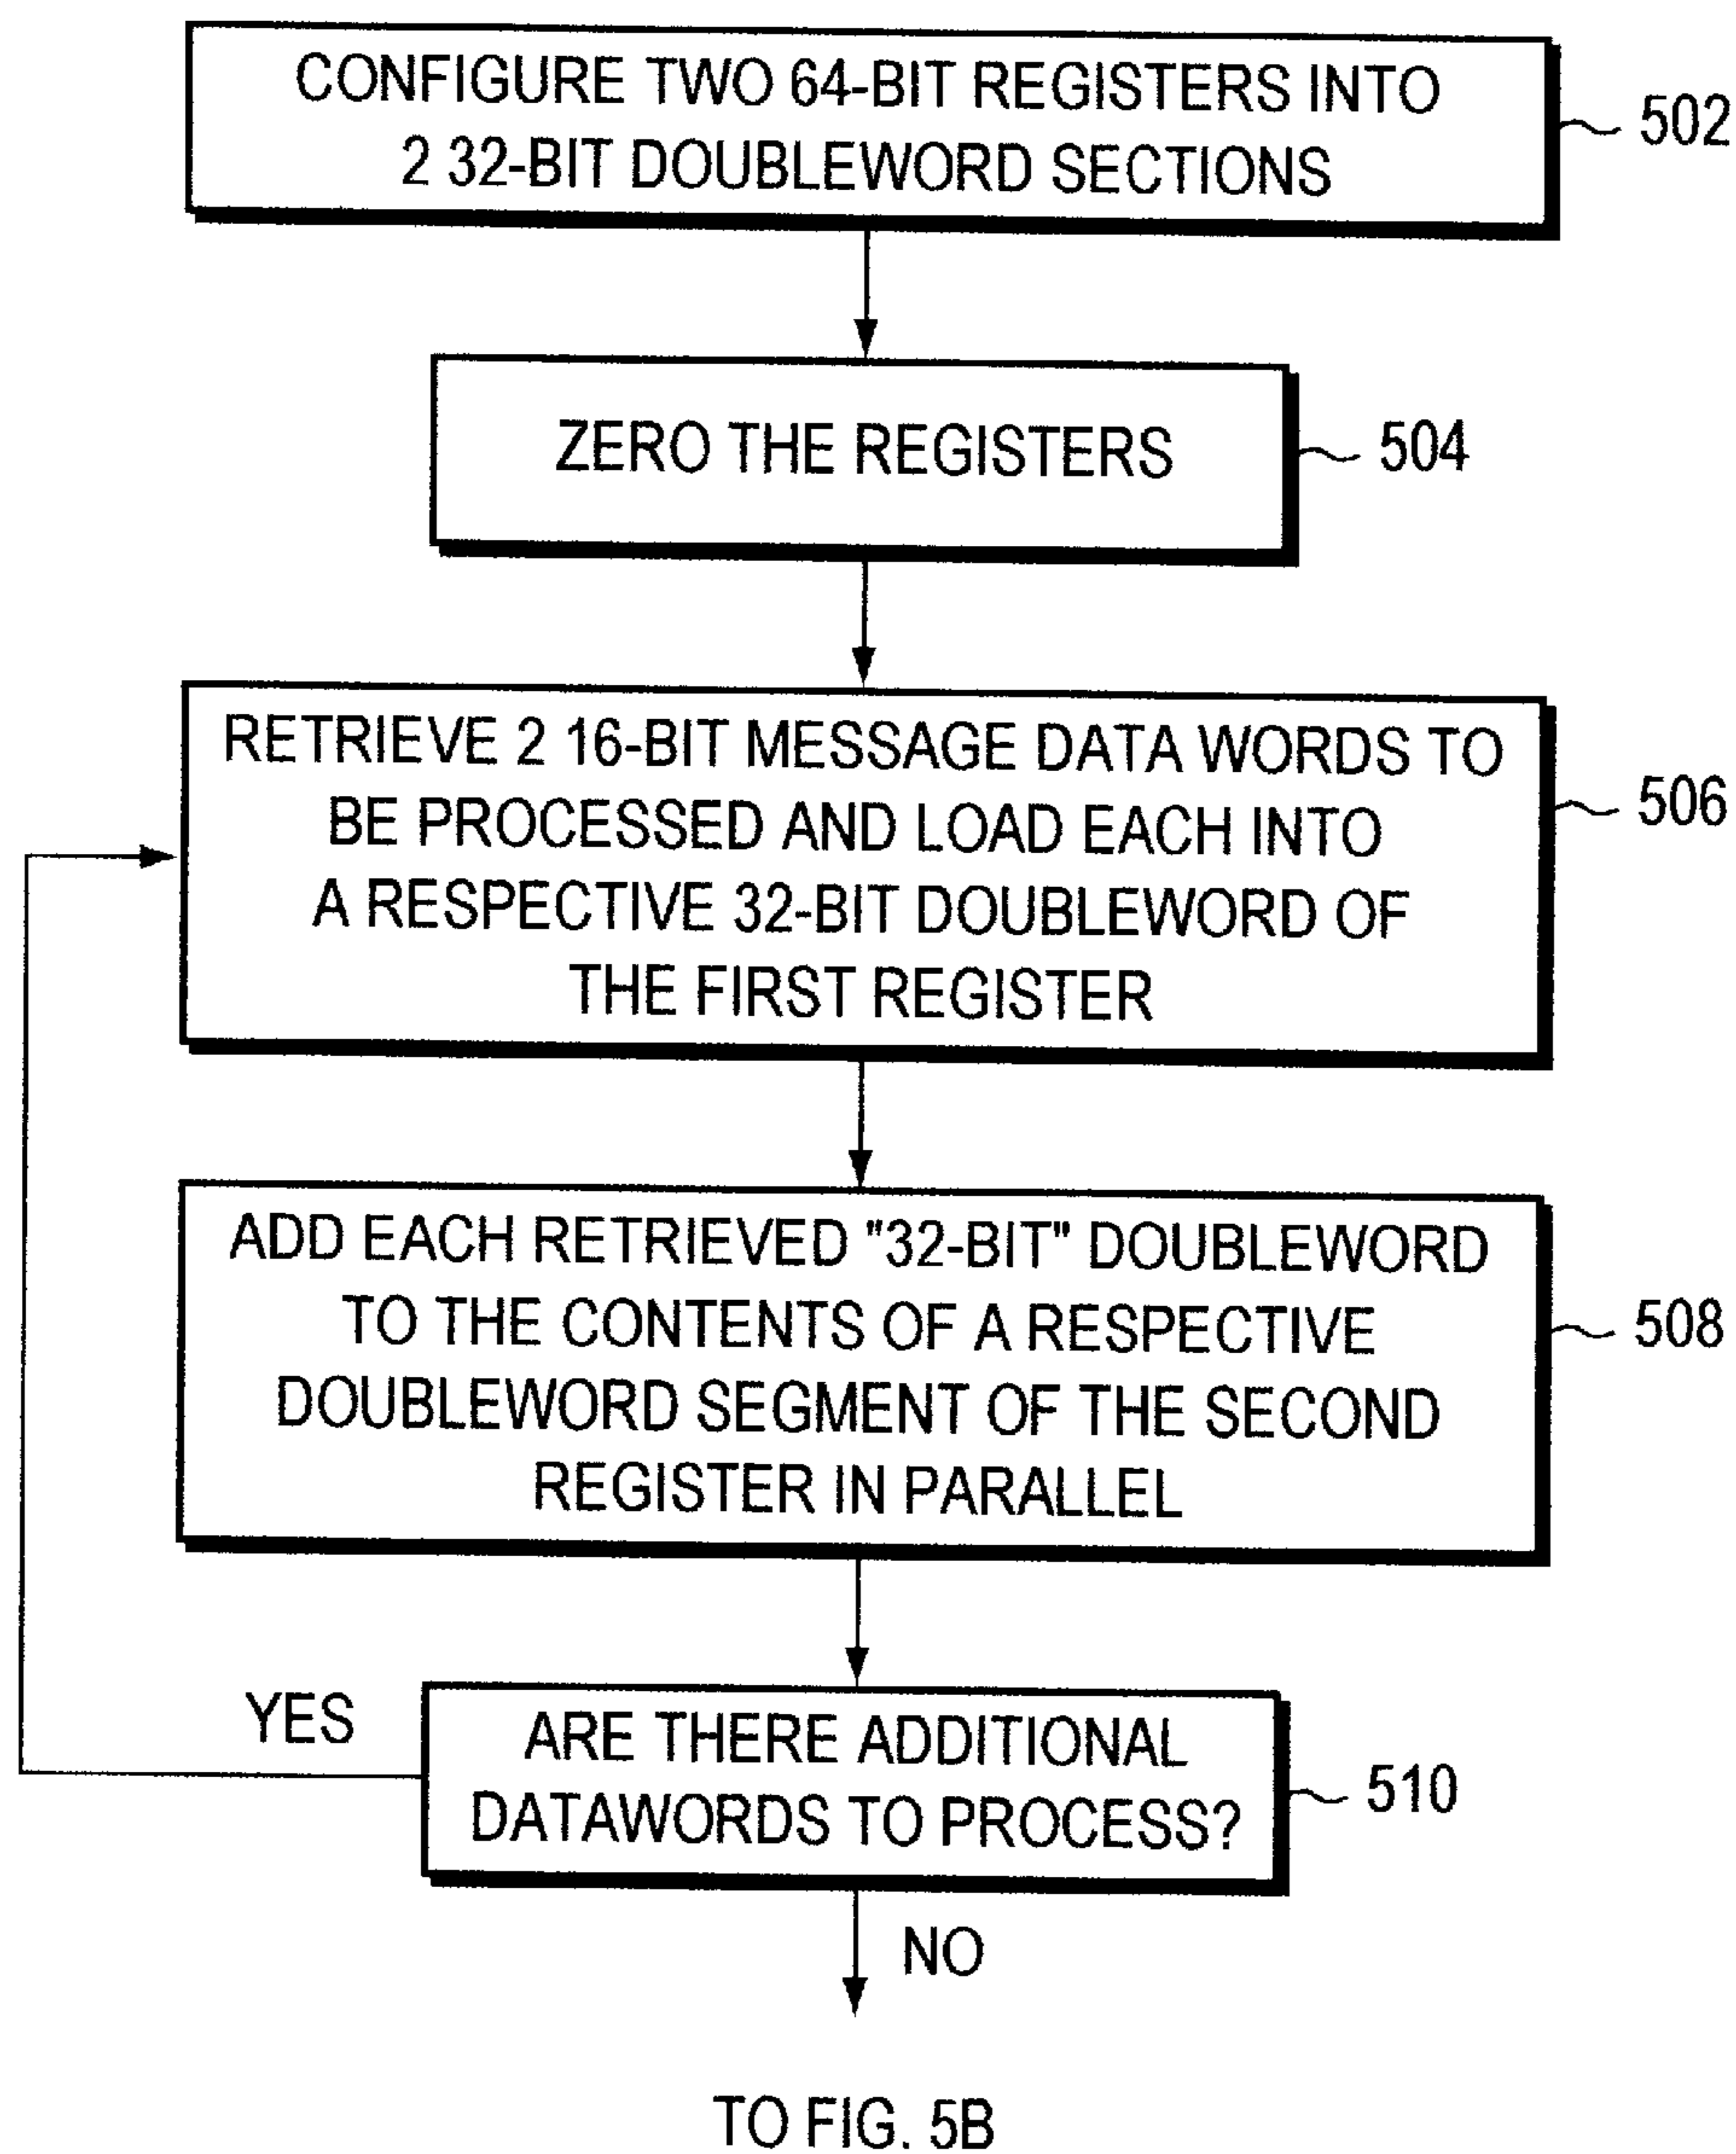 CONFIGURE TWO 64-BIT REGISTERS INTO
2 32-BIT DOUBLEWORD SECTIONS
502
ZERO THE REGISTERS
504
RETRIEVE 2 16-BIT MESSAGE DATA WORDS TO
BE PROCESSED AND LOAD EACH INTO
A RESPECTIVE 32-BIT DOUBLEWORD OF
THE FIRST REGISTER
506
ADD EACH RETRIEVED "32-BIT" DOUBLEWORD
TO THE CONTENTS OF A RESPECTIVE
DOUBLEWORD SEGMENT OF THE SECOND
REGISTER IN PARALLEL
508
YES
ARE THERE ADDITIONAL
DATAWORDS TO PROCESS?
510
NO
TO FIG. 5B